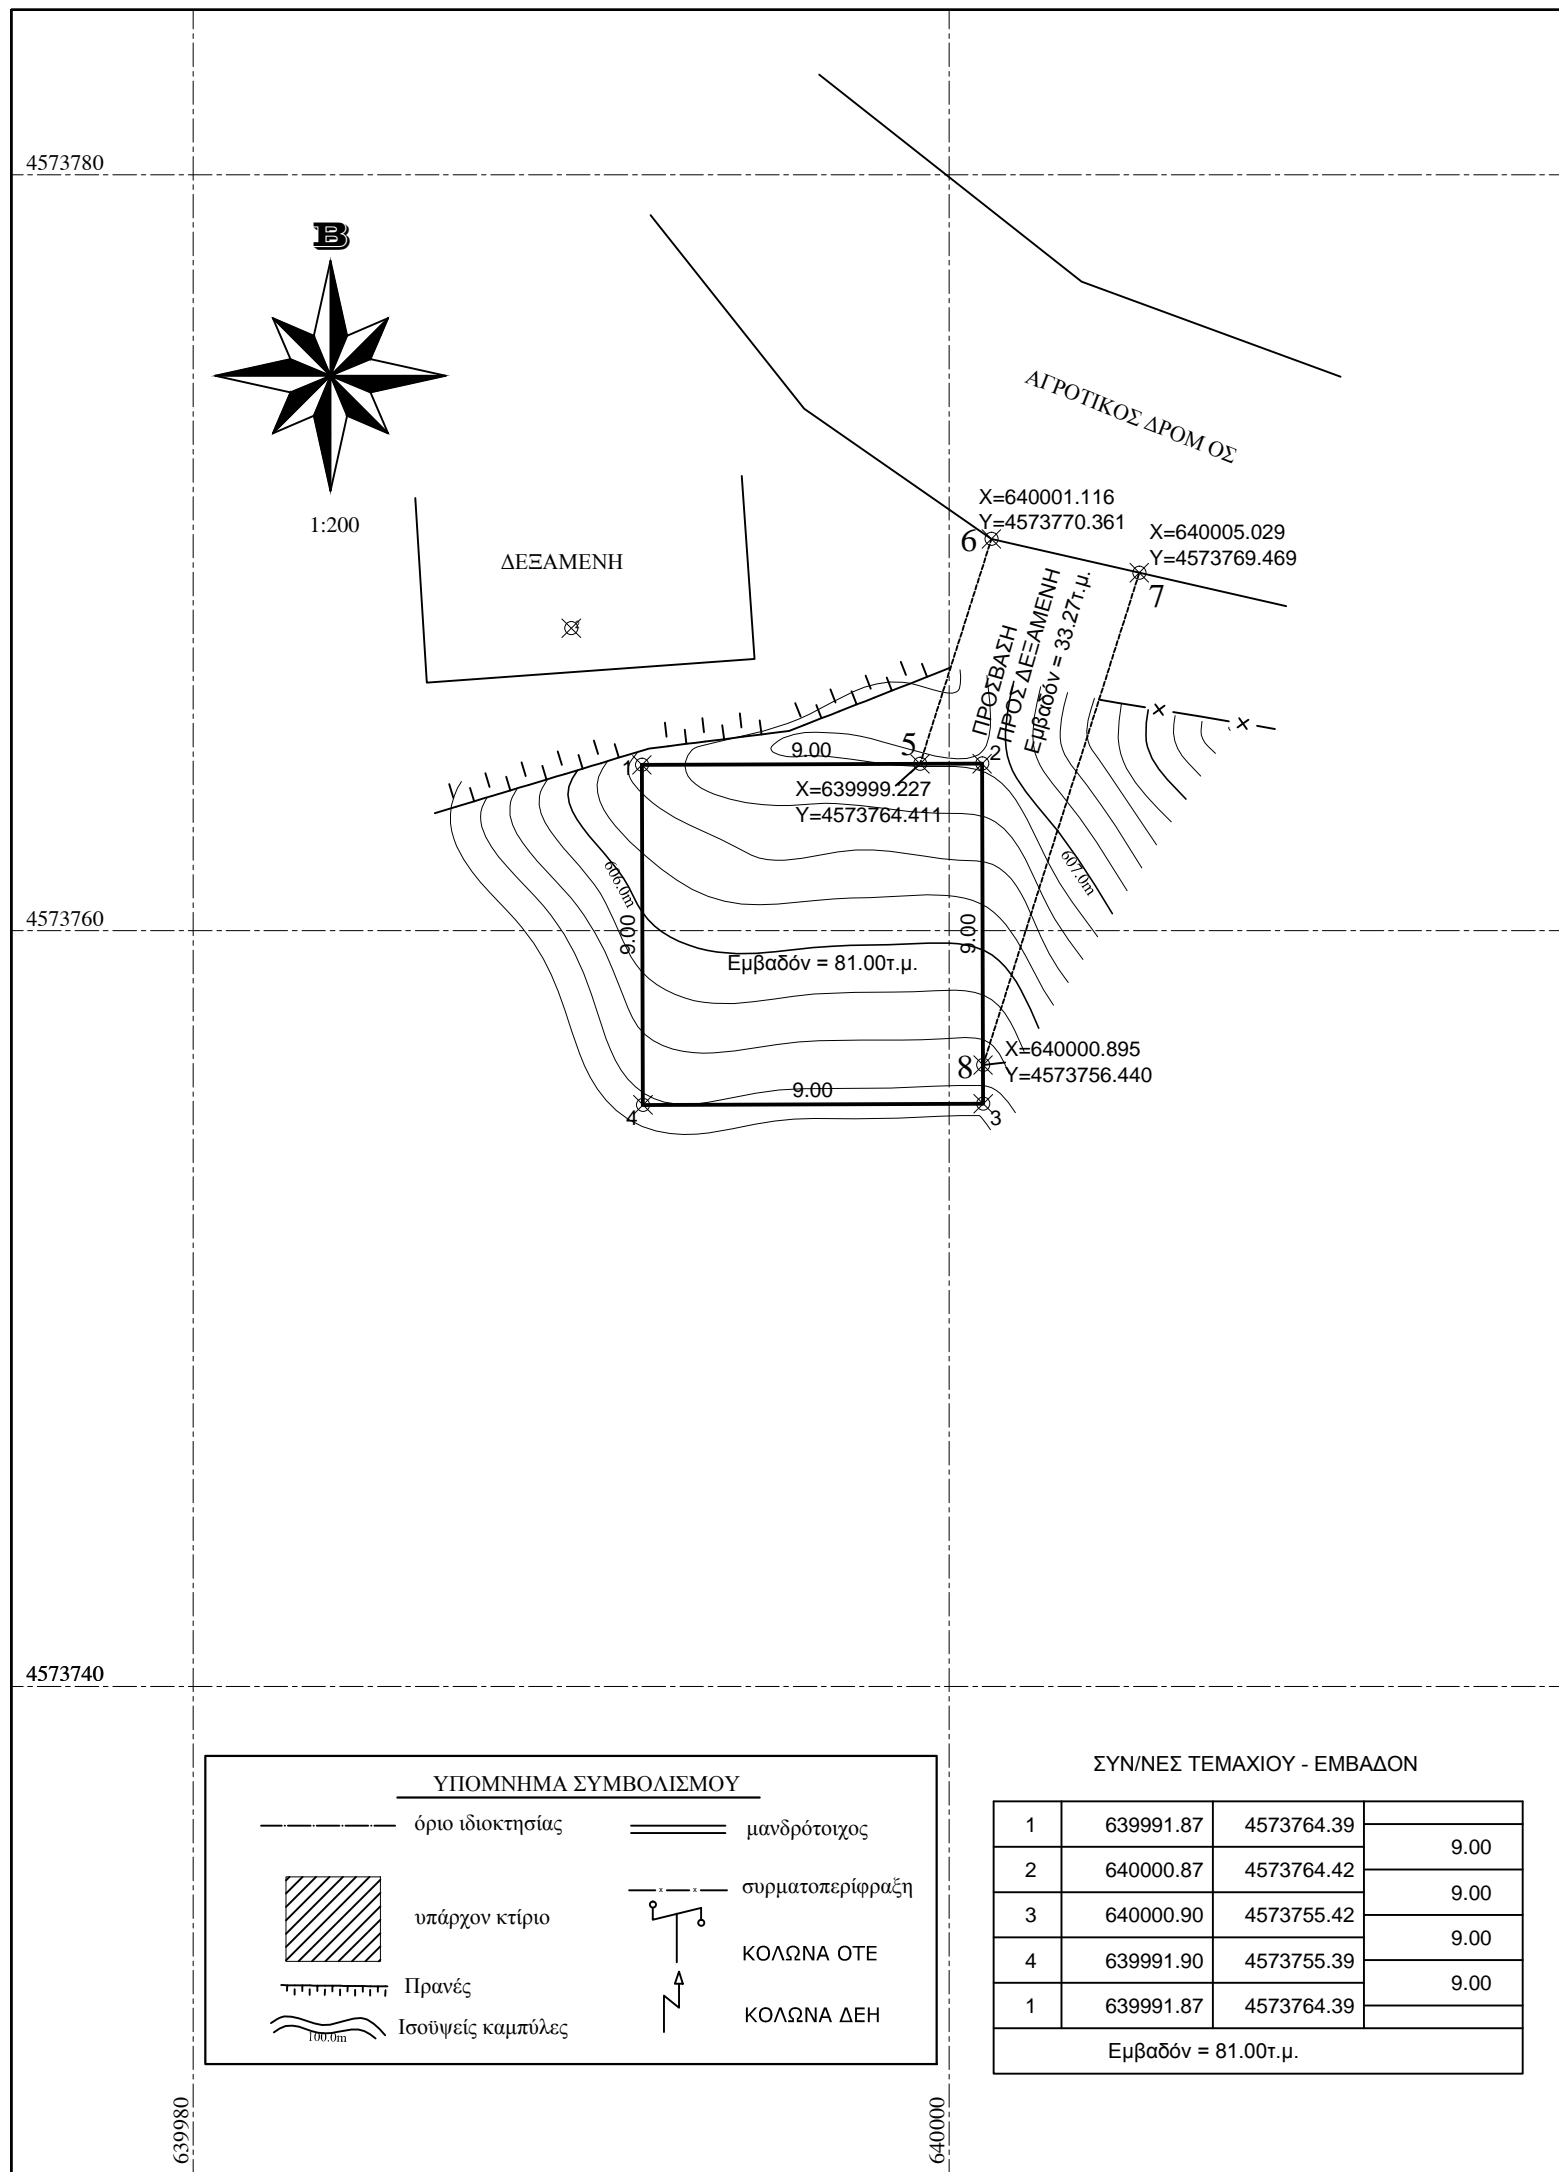 4573780
B
1:200
ΑΓΡΟΤΙΚΟΣ ΔΡΟΜ ΟΣ
X=640001.116
Y=4573770.361
6
X=640005.029
Y=4573769.469
7
ΔΕΞΑΜΕΝΗ
ΠΡΟΣΒΑΣΗ
ΠΡΟΣ ΔΕΞΑΜΕΝΗ
Εμβαδόν = 33.27τ.μ.
x
x
1
9.00
5
2
X=639999.227
Y=4573764.411
606.0m
607.0m
4573760
9.00
9.00
Εμβαδόν = 81.00τ.μ.
8
X=640000.895
Y=4573756.440
9.00
4
3
4573740
ΥΠΟΜΝΗΜΑ ΣΥΜΒΟΛΙΣΜΟΥ
όριο ιδιοκτησίας
μανδρότοιχος
x x
συρματοπερίφραξη
υπάρχον κτίριο
ΚΟΛΩΝΑ ΟΤΕ
Πρανές
ΚΟΛΩΝΑ ΔΕΗ
100.0m
Ισοϋψείς καμπύλες
ΣΥΝ/ΝΕΣ ΤΕΜΑΧΙΟΥ - ΕΜΒΑΔΟΝ
1 639991.87 4573764.39
9.00
2 640000.87 4573764.42
9.00
3 640000.90 4573755.42
9.00
4 639991.90 4573755.39
9.00
1 639991.87 4573764.39
Εμβαδόν = 81.00τ.μ.
639980
640000